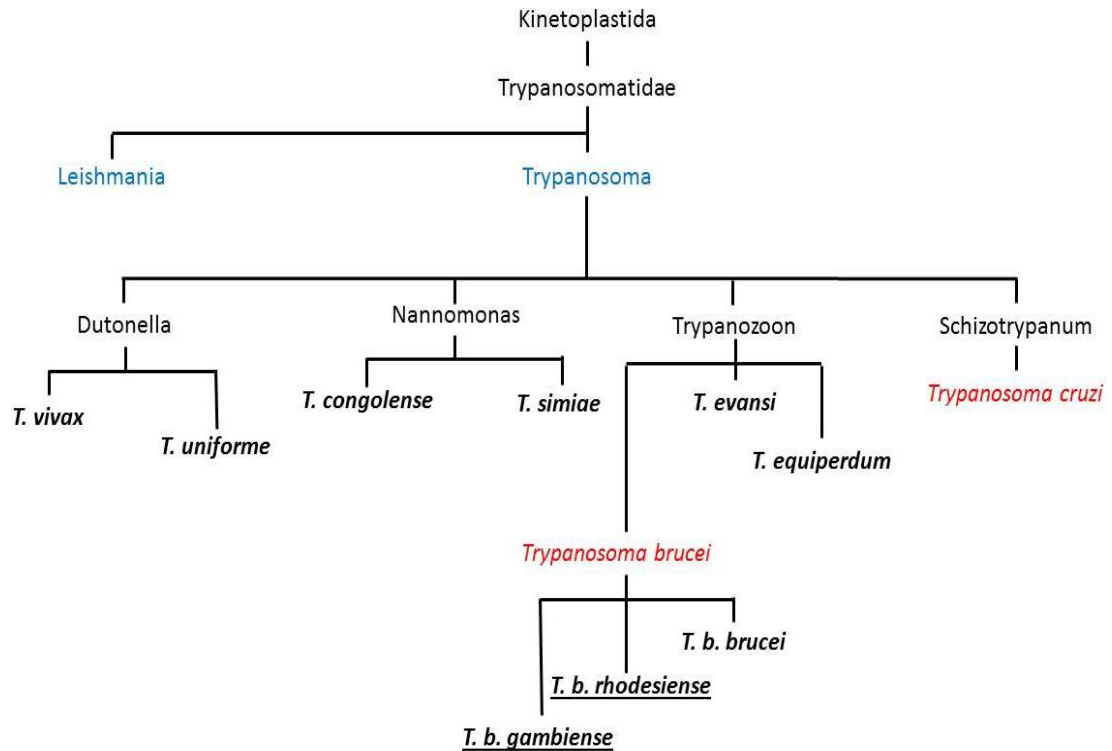 Kinetoplastida
Trypanosomatidae
Leishmania
Trypanosoma
Dutonella
Nannomonas
Trypanozoon
Schizotrypanum
T. vivax
T. uniforme
T. congolense
T. simiae
T. evansi
T. equiperdum
Trypanosoma cruzi
Trypanosoma brucei
T. b. brucei
T. b. rhodesiense
T. b. gambiense